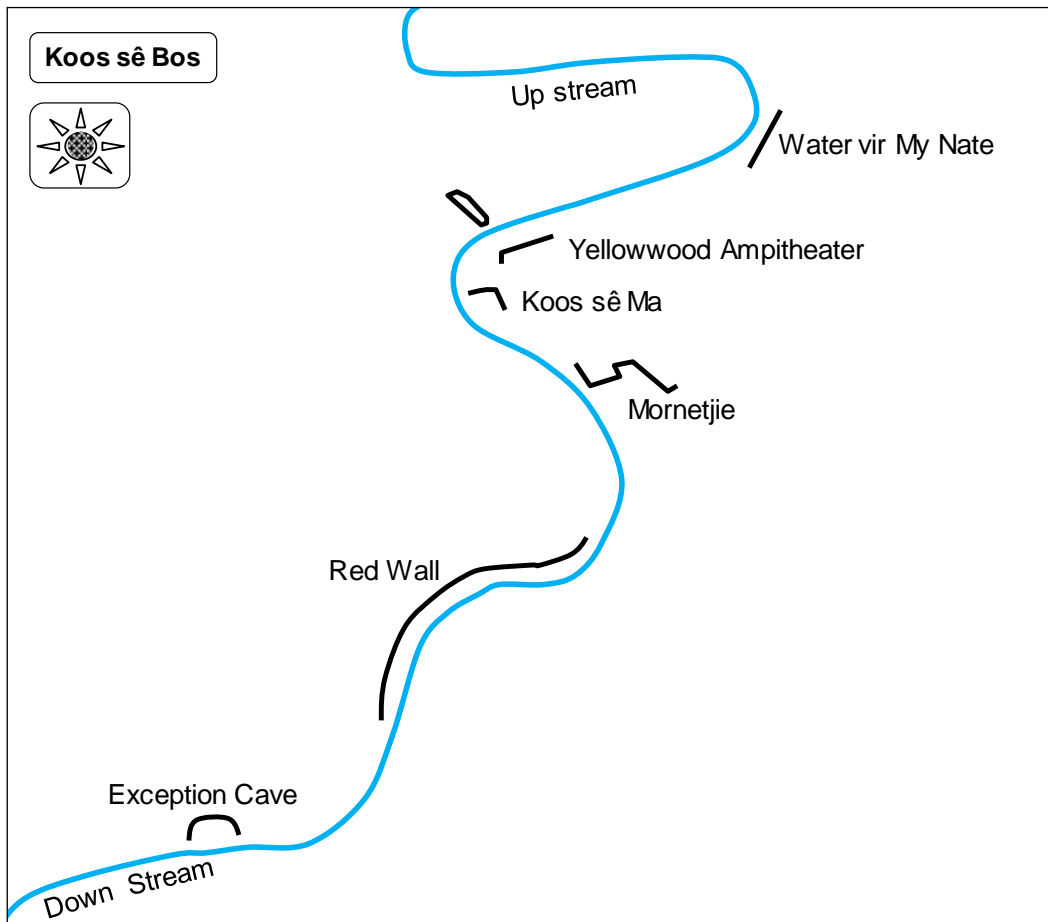 Koos sê Bos
Up stream
Water vir My Nate
Yellowwood Ampitheater
Koos sê Ma
Mornetjie
Red Wall
Exception Cave
Down Stream